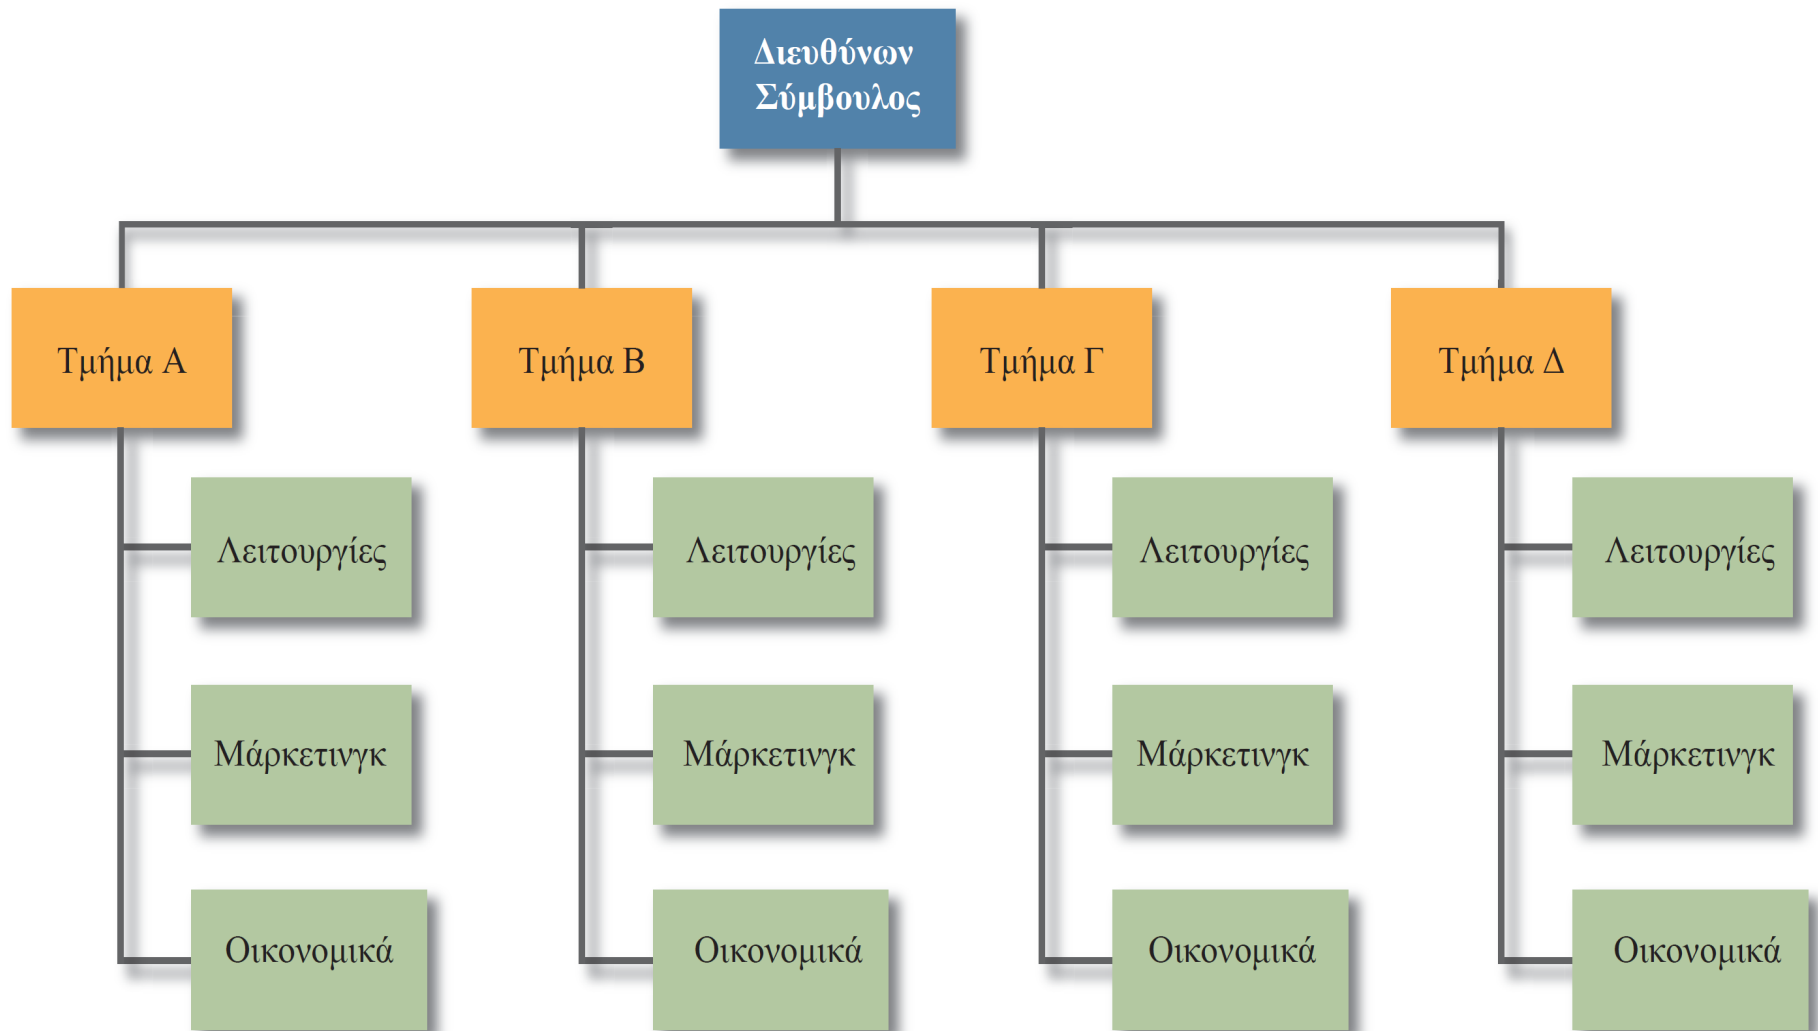 Διευθύνων
Σύμβουλος
Τμήμα Α
Τμήμα Β
Τμήμα Γ
Τμήμα Δ
Λειτουργίες
Λειτουργίες
Λειτουργίες
Λειτουργίες
Μάρκετινγκ
Μάρκετινγκ
Μάρκετινγκ
Μάρκετινγκ
Οικονομικά
Οικονομικά
Οικονομικά
Οικονομικά